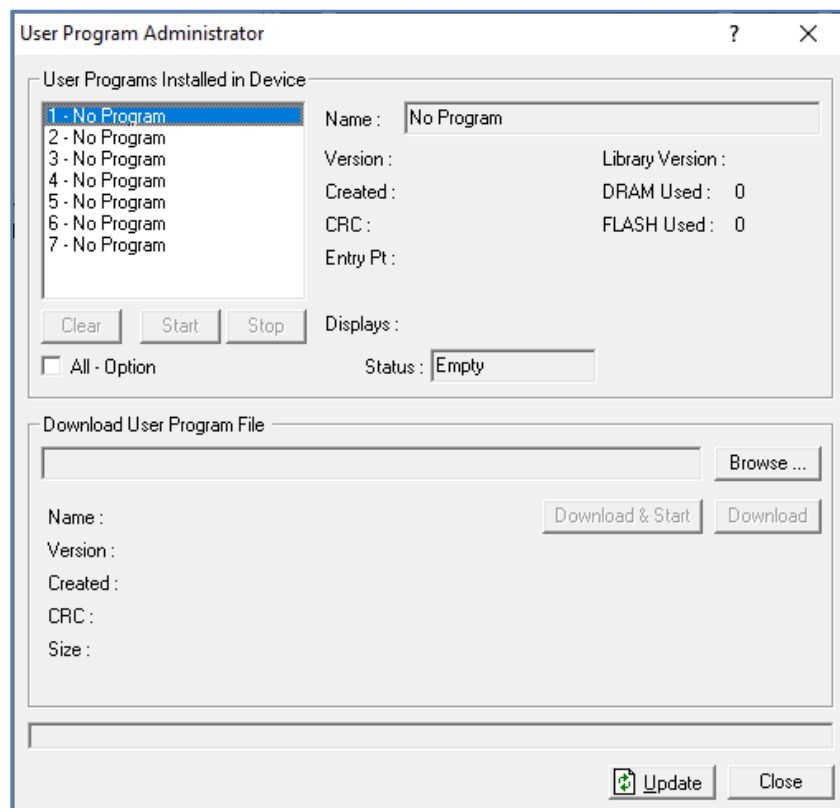 User Program Administrator ?
User Programs Installed in Device
1 - No Program
2 - No Program
3 - No Program
4 - No Program
5 - No Program
6 - No Program
7 - No Program
Name : No Program
Version : Library Version :
Created : DRAM Used : 0
CRC : FLASH Used : 0
Entry Pt :
Clear Start Stop Displays :
All - Option Status : Empty
Download User Program File
Browse ...
Name : Download & Start Download
Version :
Created :
CRC :
Size :
Update Close